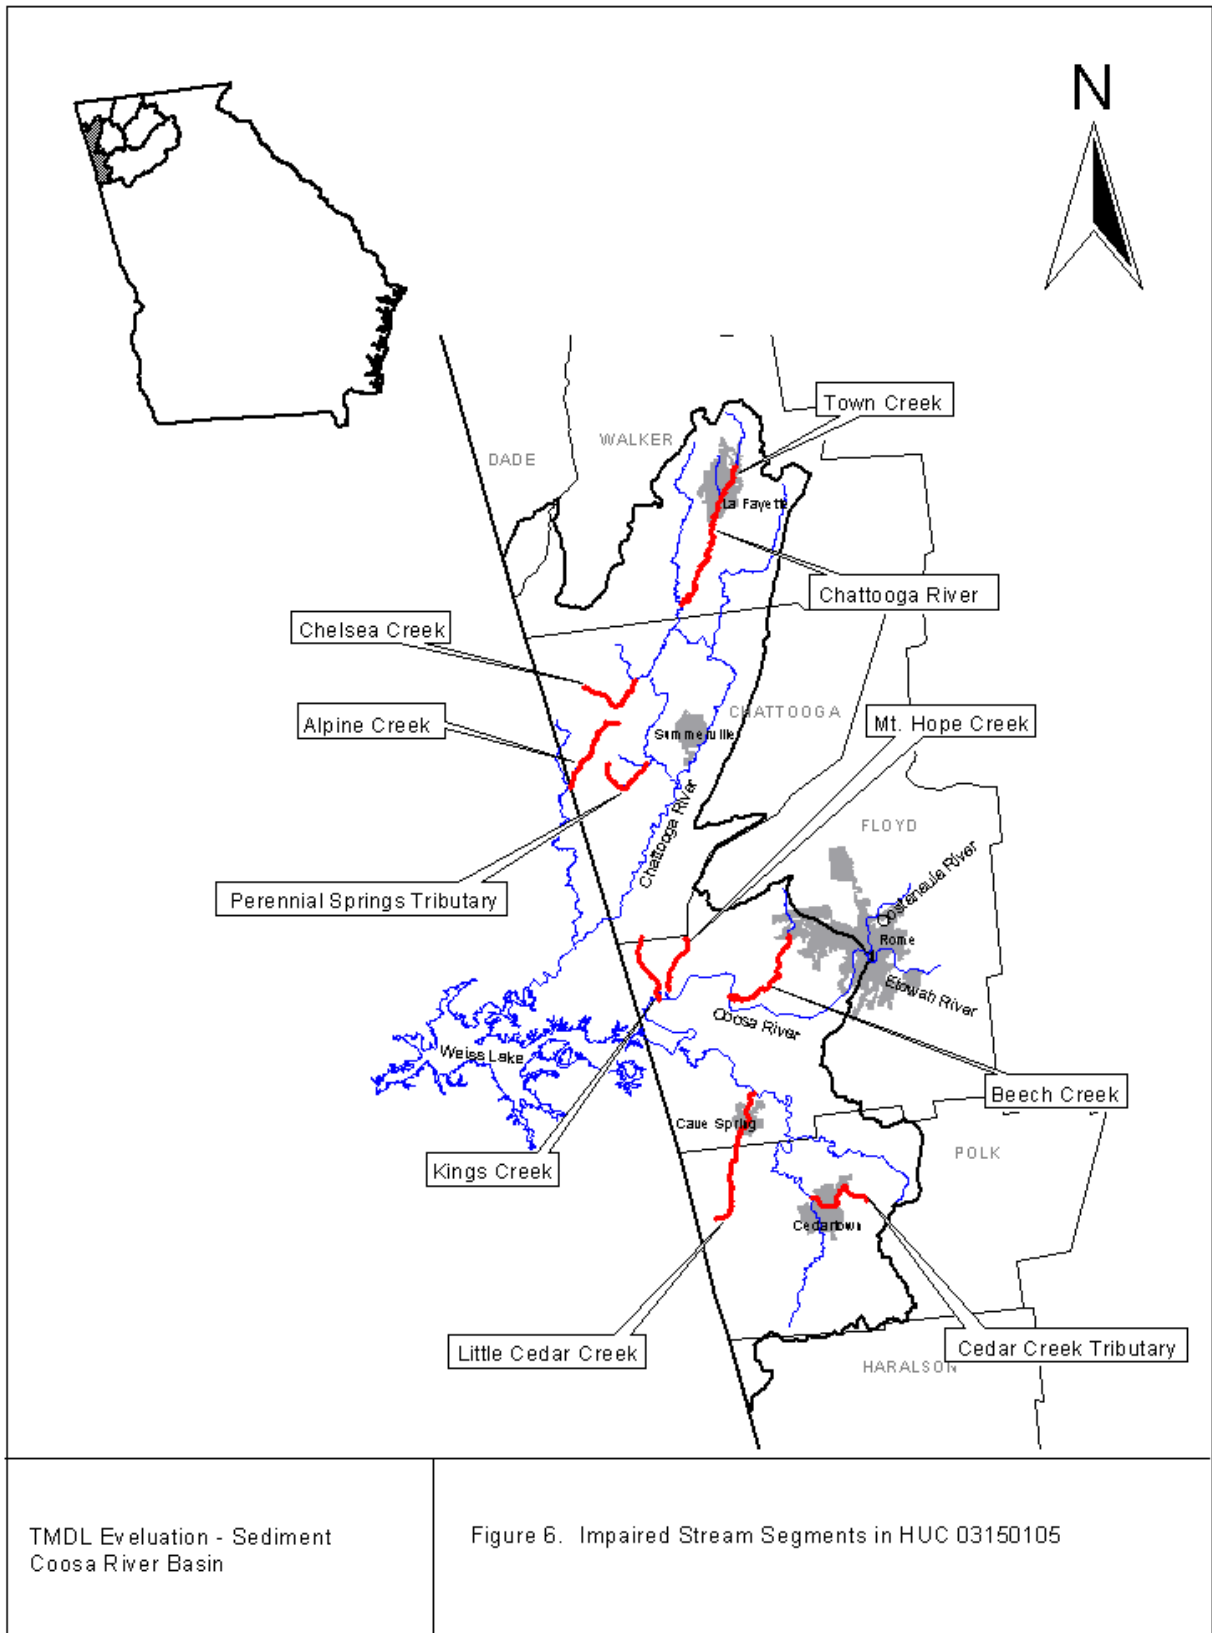 N
Town Creek
WALKER
DADE
La Fayette
Chattooga River
Chelsea Creek
Alpine Creek
CHATTOOGA
Mt. Hope Creek
Summerville
Chattooga River
FLOYD
Perennial Springs Tributary
Oostanaula River
Rome
Etowah River
Coosa River
Weiss Lake
Beech Creek
Cave Spring
Kings Creek
POLK
Cedartown
Little Cedar Creek
Cedar Creek Tributary
HARALSON
TMDL Eveluation - Sediment
Coosa River Basin
Figure 6. Impaired Stream Segments in HUC 03150105